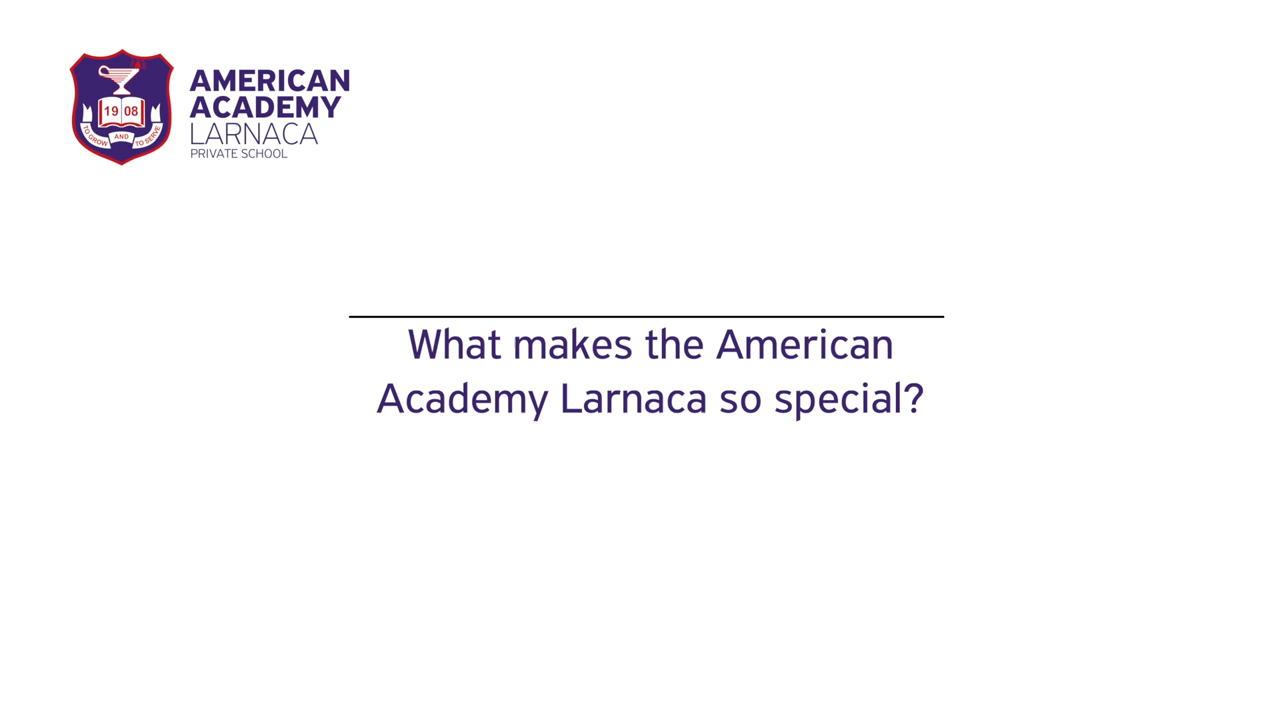 AMERICAN
ACADEMY
LARNACA
PRIVATE SCHOOL
19 08
TO GROW AND TO SERVE
What makes the American
Academy Larnaca so special?